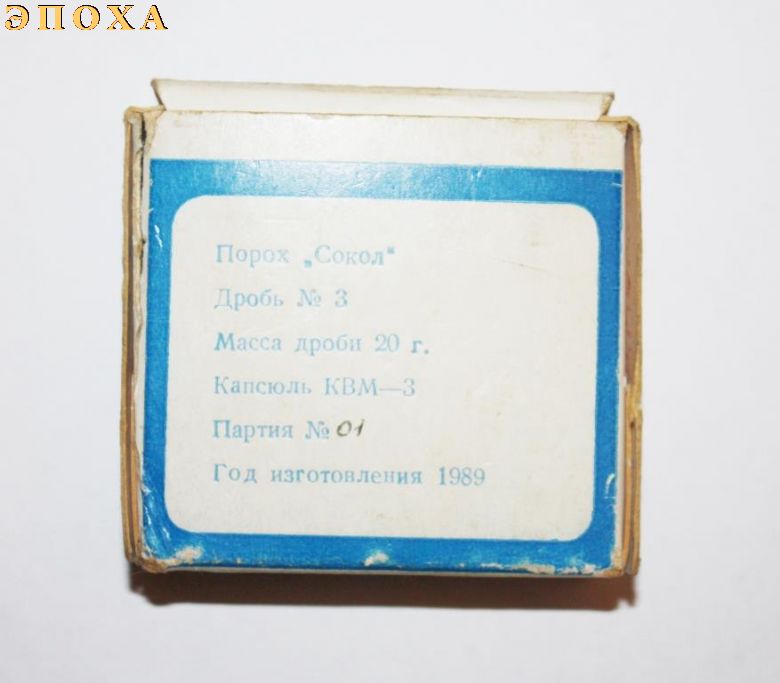 ЭПОХА
Порох „Сокол“
Дробь № 3
Масса дроби 20 г.
Капсюль КВМ—3
Партия № 01
Год изготовления 1989